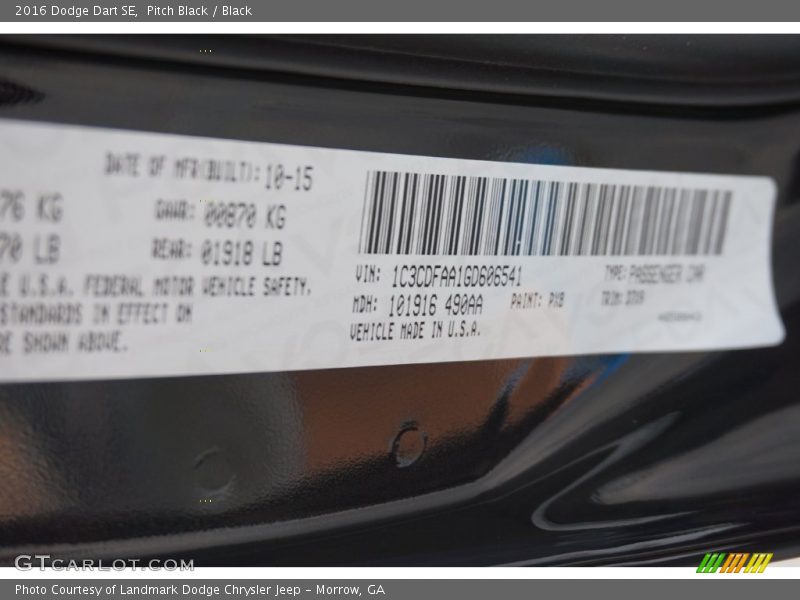 2016 Dodge Dart SE, Pitch Black / Black
DATE OF MFR(BUILT): 10-15
76 KG GAWR: 00870 KG
70 LB REAR: 01918 LB
E U.S.A. FEDERAL MOTOR VEHICLE SAFETY.
STANDARDS IN EFFECT ON
RE SHOWN ABOVE.
VIN: 1C3CDFAA1GD606541 TYPE: PASSENGER CAR
MDH: 101916 490AA PAINT: PX8 TRIM:
VEHICLE MADE IN U.S.A.
GTCARLOT.COM
Photo Courtesy of Landmark Dodge Chrysler Jeep – Morrow, GA